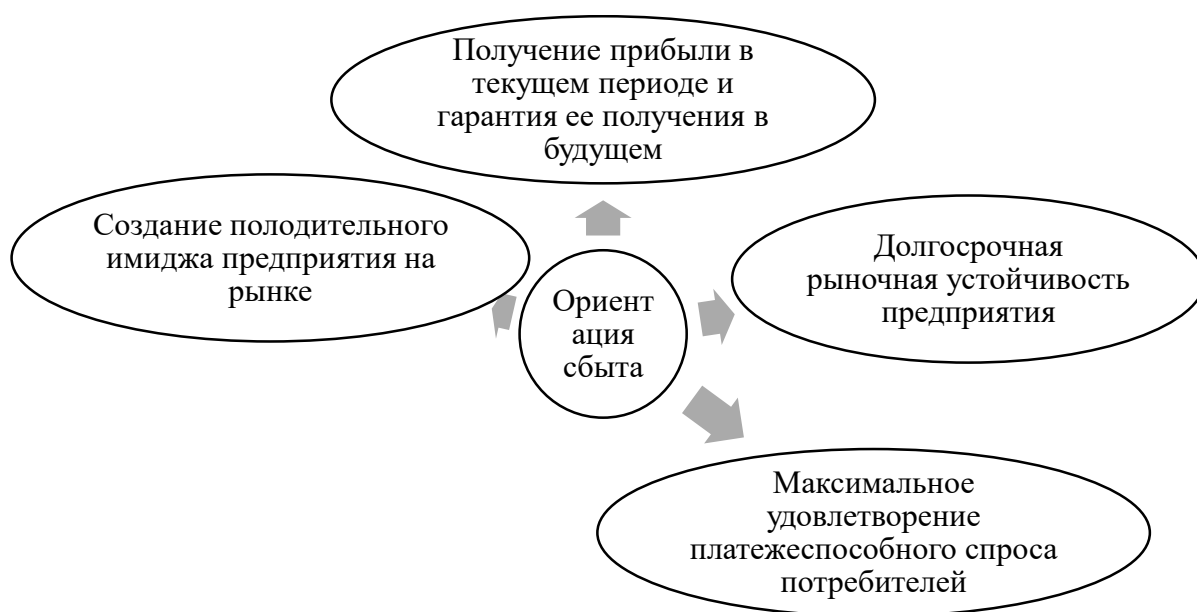 Получение прибыли в
текущем периоде и
гарантия ее получения в
будущем
Создание полодительного
имиджа предприятия на
рынке
Ориент
ация
сбыта
Долгосрочная
рыночная устойчивость
предприятия
Максимальное
удовлетворение
платежеспособного спроса
потребителей